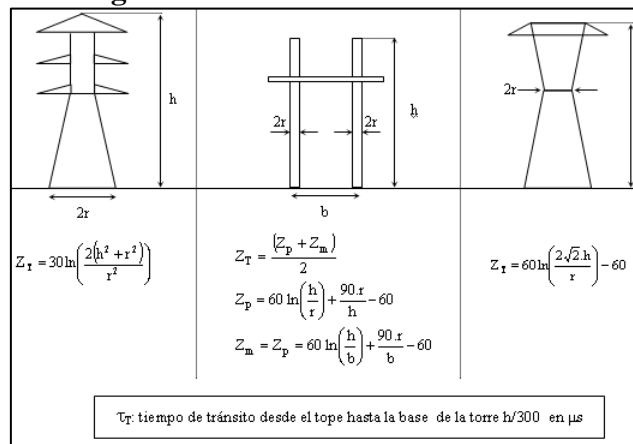 h
2r
2r
2r
b
h
2r
Z_T = 30 ln(2(h² + r²) / r²)
Z_T = (Z_p + Z_m) / 2
Z_p = 60 ln(h / r) + 90.r / h − 60
Z_m = Z_p = 60 ln(h / b) + 90.r / b − 60
Z_T = 60 ln(2√2.h / r) − 60
τ_T: tiempo de tránsito desde el tope hasta la base de la torre h/300 en μs